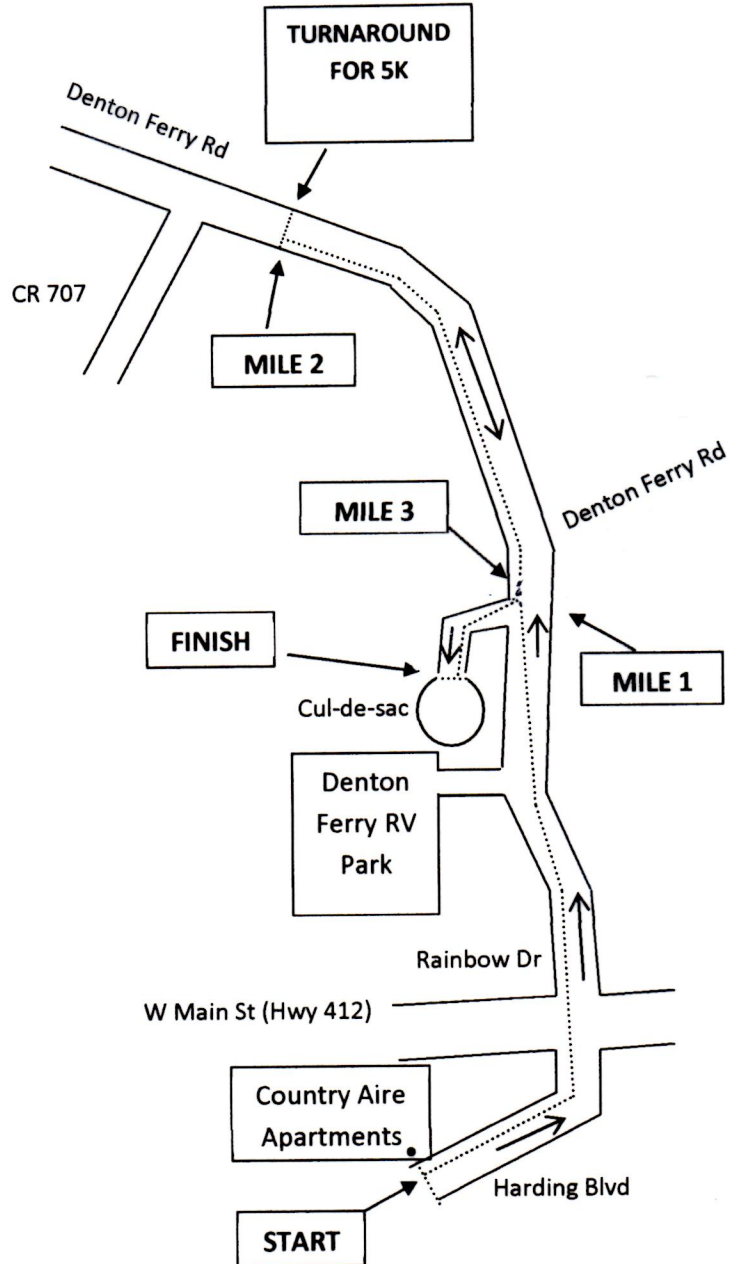 TURNAROUND
FOR 5K
Denton Ferry Rd
CR 707
MILE 2
Denton Ferry Rd
MILE 3
FINISH
MILE 1
Cul-de-sac
Denton
Ferry RV
Park
Rainbow Dr
W Main St (Hwy 412)
Country Aire
Apartments
Harding Blvd
START